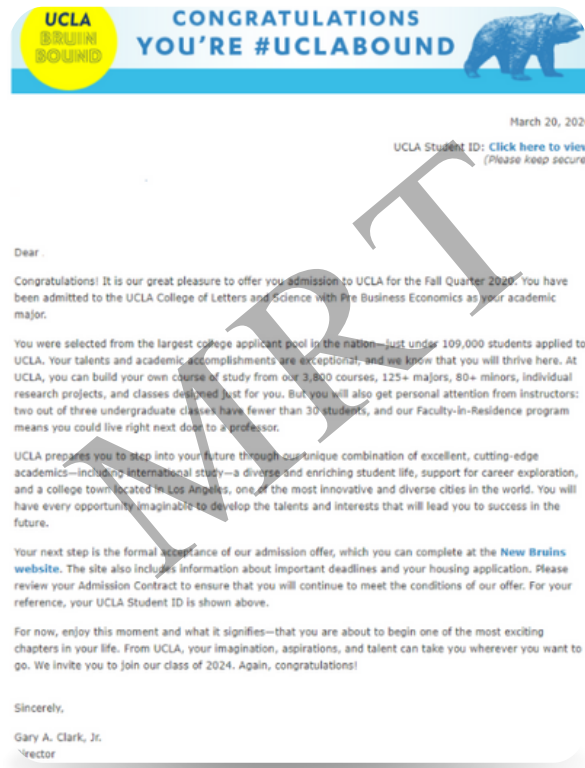 UCLA
BRUIN
BOUND
CONGRATULATIONS
YOU'RE #UCLABOUND
March 20, 202
UCLA Student ID: Click here to view
(Please keep secure
Dear
Congratulations! It is our great pleasure to offer you admission to UCLA for the Fall Quarter 2020. You have
been admitted to the UCLA College of Letters and Science with Pre Business Economics as your academic
major.
You were selected from the largest college applicant pool in the nation—just under 109,000 students applied to
UCLA. Your talents and academic accomplishments are exceptional, and we know that you will thrive here. At
UCLA, you can build your own course of study from our 3,800 courses, 125+ majors, 80+ minors, individual
research projects, and classes designed just for you. But you will also get personal attention from instructors:
two out of three undergraduate classes have fewer than 30 students, and our Faculty-in-Residence program
means you could live right next door to a professor.
UCLA prepares you to step into your future through our unique combination of excellent, cutting-edge
academics—including international study—a diverse and enriching student life, support for career exploration,
and a college town located in Los Angeles, one of the most innovative and diverse cities in the world. You will
have every opportunity imaginable to develop the talents and interests that will lead you to success in the
future.
Your next step is the formal acceptance of our admission offer, which you can complete at the New Bruins
website. The site also includes information about important deadlines and your housing application. Please
review your Admission Contract to ensure that you will continue to meet the conditions of our offer. For your
reference, your UCLA Student ID is shown above.
For now, enjoy this moment and what it signifies—that you are about to begin one of the most exciting
chapters in your life. From UCLA, your imagination, aspirations, and talent can take you wherever you want to
go. We invite you to join our class of 2024. Again, congratulations!
Sincerely,
Gary A. Clark, Jr.
Director
MRT